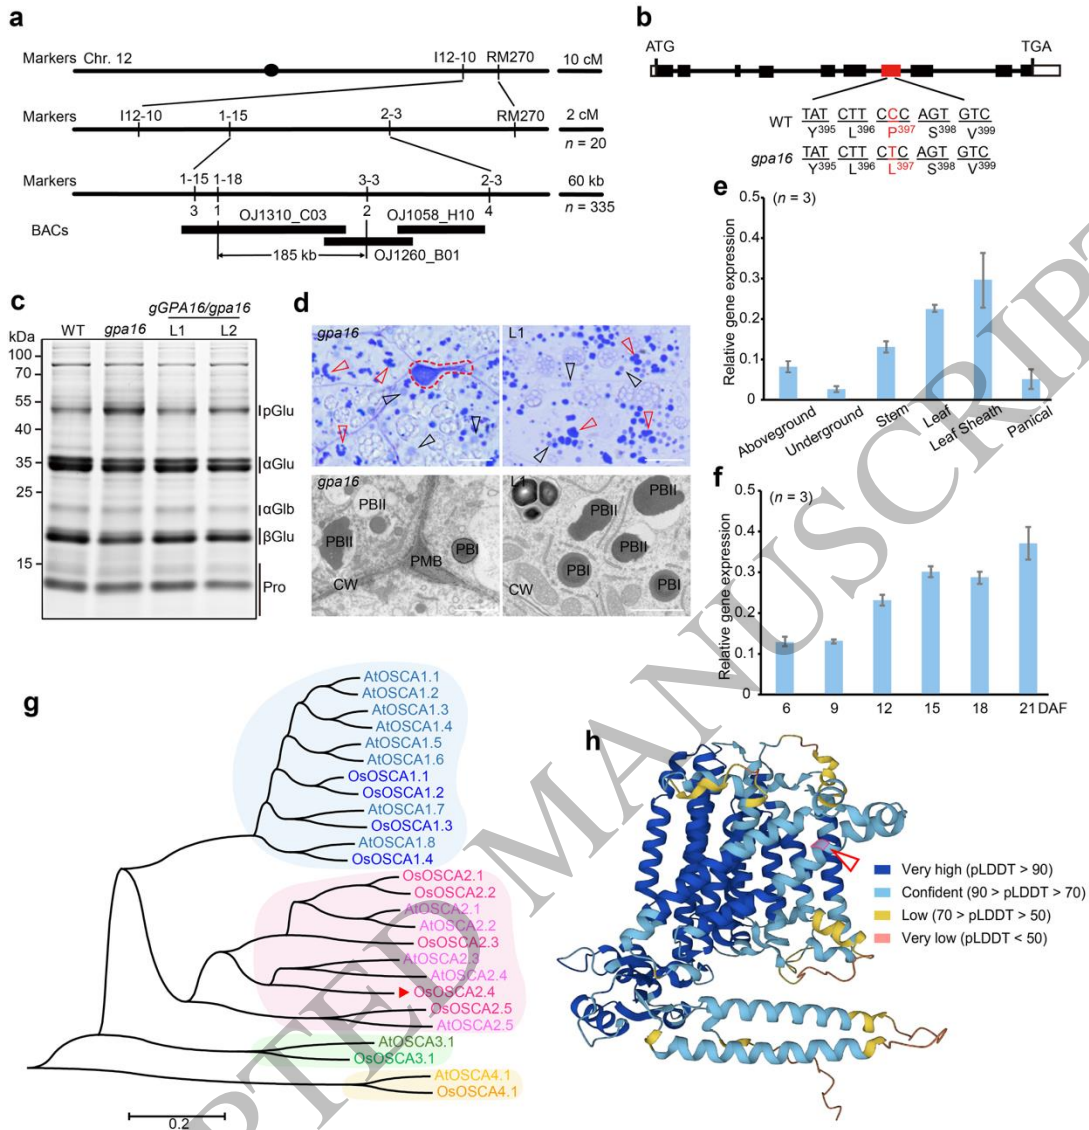 a
Markers Chr. 12 I12-10 RM270 10 cM
Markers I12-10 1-15 2-3 RM270 2 cM
n = 20
Markers 1-15 1-18 3-3 2-3 60 kb
3 1 2 4 n = 335
BACs OJ1310_C03 OJ1058_H10
185 kb OJ1260_B01
b
ATG TGA
WT TAT CTT CCC AGT GTC
Y395 L396 P397 S398 V399
gpa16 TAT CTT CTC AGT GTC
Y395 L396 L397 S398 V399
c
gGPA16/gpa16
kDa WT gpa16 L1 L2
100
70
55
40
35
25
15
pGlu
αGlu
αGlb
βGlu
Pro
d
gpa16
L1
gpa16
PBII
PBII
PBI
PMB
CW
L1
PBII
PBII
PBI
PBI
CW
e
(n = 3)
Relative gene expression
0.5
0.4
0.3
0.2
0.1
0
Aboveground
Underground
Stem
Leaf
Leaf Sheath
Panical
f
(n = 3)
Relative gene expression
0.5
0.4
0.3
0.2
0.1
0
6 9 12 15 18 21 DAF
g
AtOSCA1.1
AtOSCA1.2
AtOSCA1.3
AtOSCA1.4
AtOSCA1.5
AtOSCA1.6
OsOSCA1.1
OsOSCA1.2
AtOSCA1.7
OsOSCA1.3
AtOSCA1.8
OsOSCA1.4
OsOSCA2.1
OsOSCA2.2
AtOSCA2.1
AtOSCA2.2
OsOSCA2.3
AtOSCA2.3
AtOSCA2.4
OsOSCA2.4
OsOSCA2.5
AtOSCA2.5
AtOSCA3.1
OsOSCA3.1
AtOSCA4.1
OsOSCA4.1
0.2
h
Very high (pLDDT > 90)
Confident (90 > pLDDT > 70)
Low (70 > pLDDT > 50)
Very low (pLDDT < 50)
PTED MANUSCRIPT